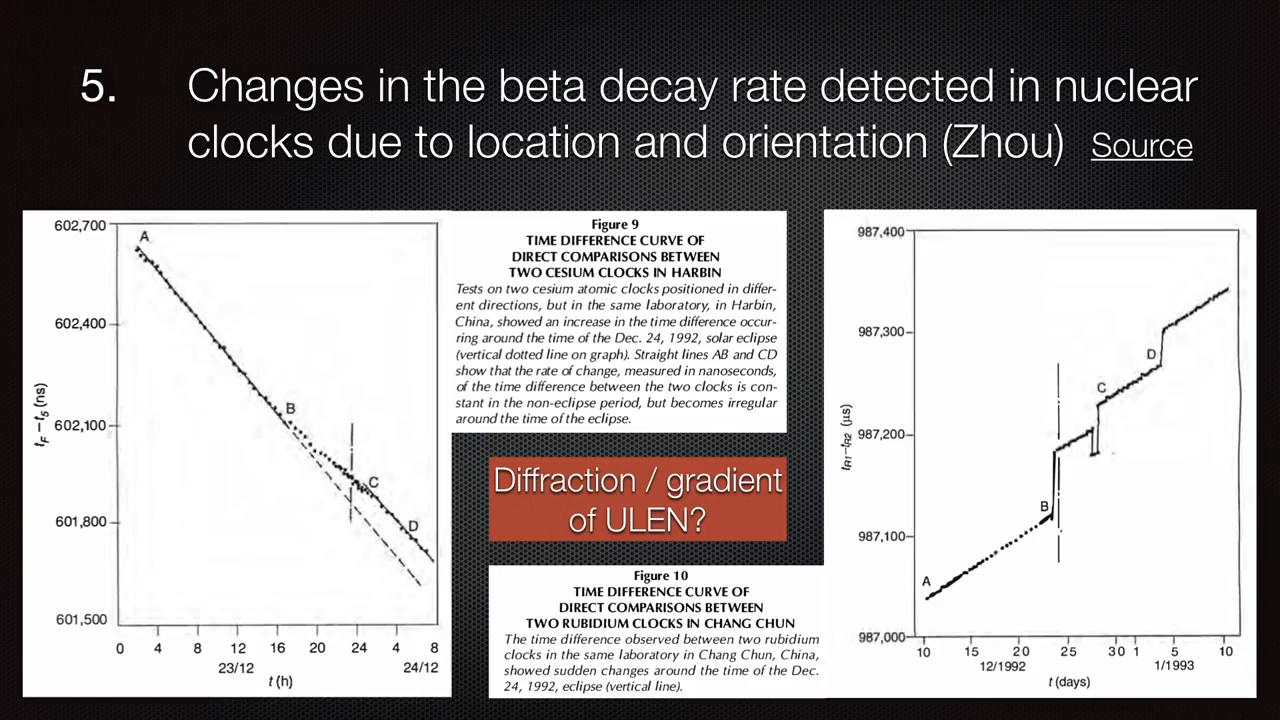 5. Changes in the beta decay rate detected in nuclear
clocks due to location and orientation (Zhou) Source
602,700
602,400
602,100
601,800
601,500
tF – t5 (ns)
A
B
C
D
0 4 8 12 16 20 24 4 8
23/12 24/12
t (h)
Figure 9
TIME DIFFERENCE CURVE OF
DIRECT COMPARISONS BETWEEN
TWO CESIUM CLOCKS IN HARBIN
Tests on two cesium atomic clocks positioned in differ-
ent directions, but in the same laboratory, in Harbin,
China, showed an increase in the time difference occur-
ring around the time of the Dec. 24, 1992, solar eclipse
(vertical dotted line on graph). Straight lines AB and CD
show that the rate of change, measured in nanoseconds,
of the time difference between the two clocks is con-
stant in the non-eclipse period, but becomes irregular
around the time of the eclipse.
Diffraction / gradient
of ULEN?
Figure 10
TIME DIFFERENCE CURVE OF
DIRECT COMPARISONS BETWEEN
TWO RUBIDIUM CLOCKS IN CHANG CHUN
The time difference observed between two rubidium
clocks in the same laboratory in Chang Chun, China,
showed sudden changes around the time of the Dec.
24, 1992, eclipse (vertical line).
987,400
987,300
987,200
987,100
987,000
tR1–tR2 (μs)
A
B
C
D
10 15 20 25 30 1 5 10
12/1992 1/1993
t (days)